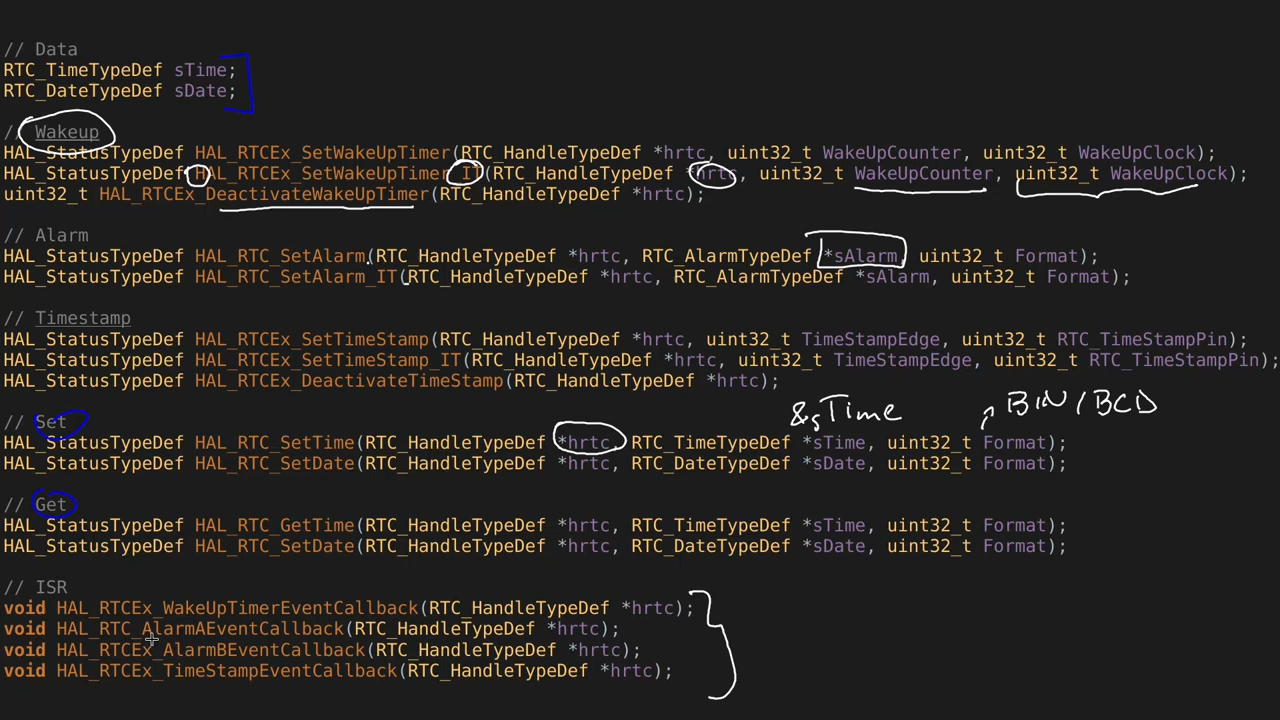 // Data
RTC_TimeTypeDef sTime;
RTC_DateTypeDef sDate;
// Wakeup
HAL_StatusTypeDef HAL_RTCEx_SetWakeUpTimer(RTC_HandleTypeDef *hrtc, uint32_t WakeUpCounter, uint32_t WakeUpClock);
HAL_StatusTypeDef HAL_RTCEx_SetWakeUpTimer_IT(RTC_HandleTypeDef *hrtc, uint32_t WakeUpCounter, uint32_t WakeUpClock);
uint32_t HAL_RTCEx_DeactivateWakeUpTimer(RTC_HandleTypeDef *hrtc);
// Alarm
HAL_StatusTypeDef HAL_RTC_SetAlarm(RTC_HandleTypeDef *hrtc, RTC_AlarmTypeDef *sAlarm, uint32_t Format);
HAL_StatusTypeDef HAL_RTC_SetAlarm_IT(RTC_HandleTypeDef *hrtc, RTC_AlarmTypeDef *sAlarm, uint32_t Format);
// Timestamp
HAL_StatusTypeDef HAL_RTCEx_SetTimeStamp(RTC_HandleTypeDef *hrtc, uint32_t TimeStampEdge, uint32_t RTC_TimeStampPin);
HAL_StatusTypeDef HAL_RTCEx_SetTimeStamp_IT(RTC_HandleTypeDef *hrtc, uint32_t TimeStampEdge, uint32_t RTC_TimeStampPin);
HAL_StatusTypeDef HAL_RTCEx_DeactivateTimeStamp(RTC_HandleTypeDef *hrtc);
&sTime BIN/BCD
// Set
HAL_StatusTypeDef HAL_RTC_SetTime(RTC_HandleTypeDef *hrtc, RTC_TimeTypeDef *sTime, uint32_t Format);
HAL_StatusTypeDef HAL_RTC_SetDate(RTC_HandleTypeDef *hrtc, RTC_DateTypeDef *sDate, uint32_t Format);
// Get
HAL_StatusTypeDef HAL_RTC_GetTime(RTC_HandleTypeDef *hrtc, RTC_TimeTypeDef *sTime, uint32_t Format);
HAL_StatusTypeDef HAL_RTC_SetDate(RTC_HandleTypeDef *hrtc, RTC_DateTypeDef *sDate, uint32_t Format);
// ISR
void HAL_RTCEx_WakeUpTimerEventCallback(RTC_HandleTypeDef *hrtc);
void HAL_RTC_AlarmAEventCallback(RTC_HandleTypeDef *hrtc);
void HAL_RTCEx_AlarmBEventCallback(RTC_HandleTypeDef *hrtc);
void HAL_RTCEx_TimeStampEventCallback(RTC_HandleTypeDef *hrtc);